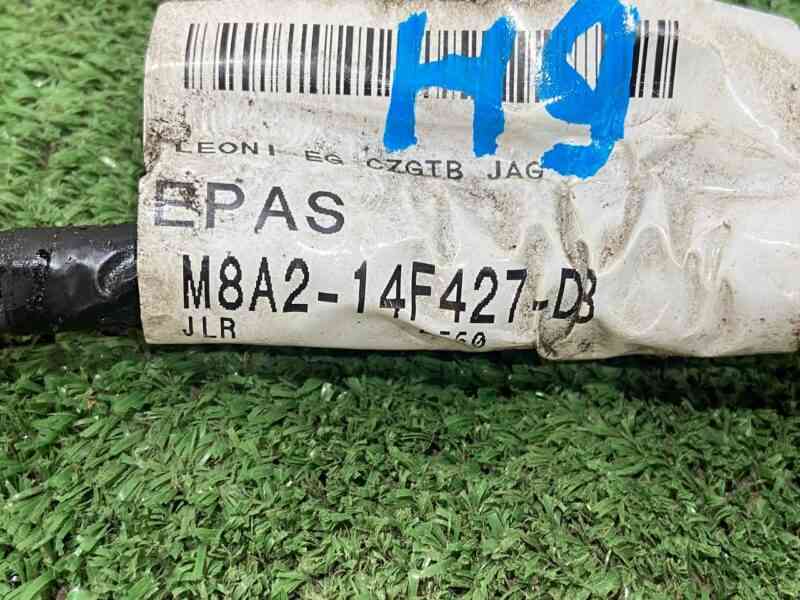 H9
LEONI EG CZGTB JAG
EPAS
M8A2-14F427-DB
JLR